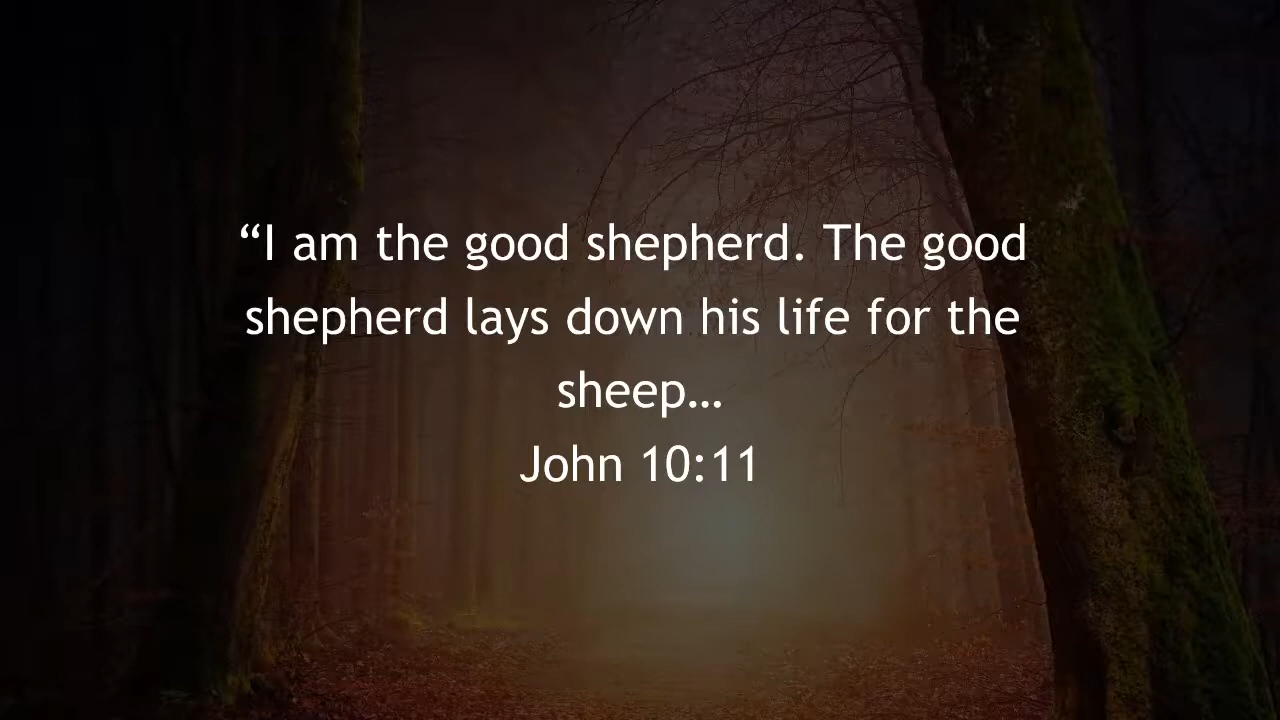 “I am the good shepherd. The good
shepherd lays down his life for the
sheep…
John 10:11